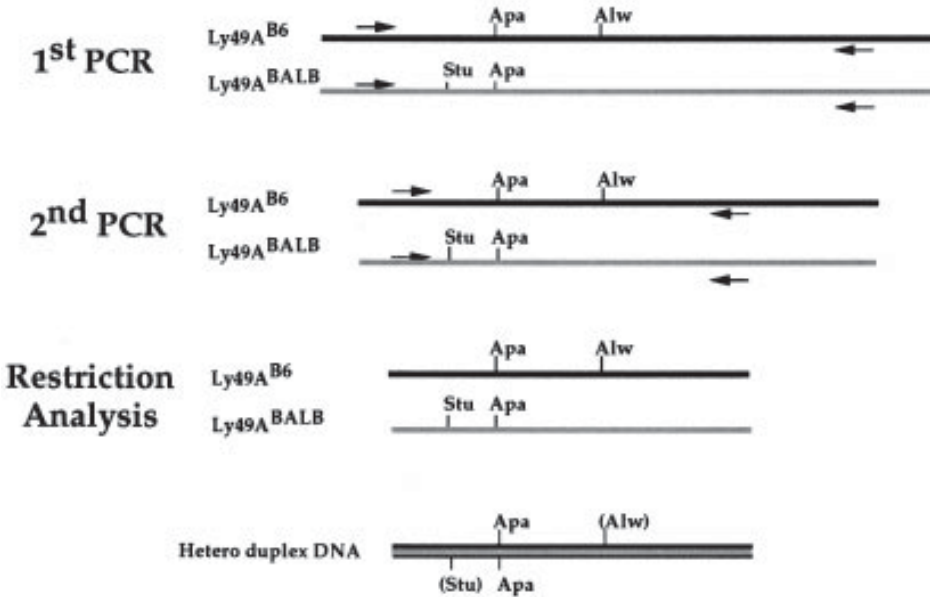 1st PCR
Ly49A B6 Apa Alw
Ly49A BALB Stu Apa
2nd PCR
Ly49A B6 Apa Alw
Ly49A BALB Stu Apa
Restriction
Analysis
Ly49A B6 Apa Alw
Ly49A BALB Stu Apa
Hetero duplex DNA
Apa (Alw)
(Stu) Apa